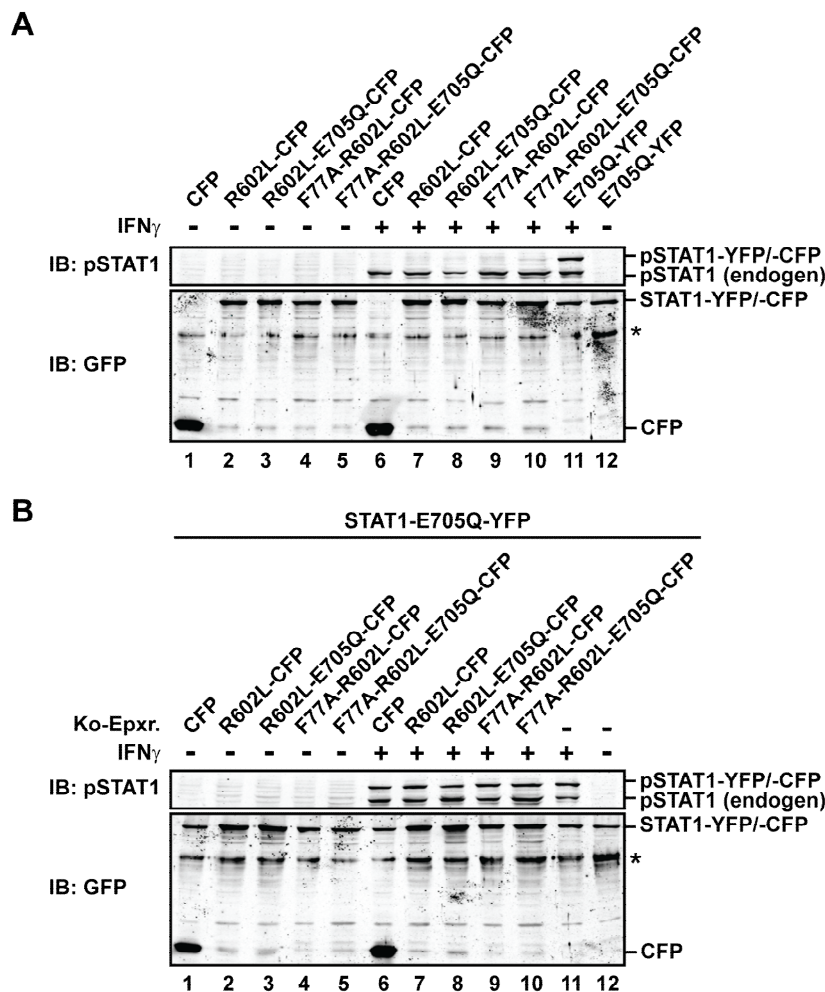 A
CFP
R602L-CFP
R602L-E705Q-CFP
F77A-R602L-CFP
F77A-R602L-E705Q-CFP
CFP
R602L-CFP
R602L-E705Q-CFP
F77A-R602L-CFP
F77A-R602L-E705Q-CFP
E705Q-YFP
E705Q-YFP
IFNγ - - - - - + + + + + + -
IB: pSTAT1
pSTAT1-YFP/-CFP
pSTAT1 (endogen)
STAT1-YFP/-CFP
*
IB: GFP
CFP
1 2 3 4 5 6 7 8 9 10 11 12
B
STAT1-E705Q-YFP
CFP
R602L-CFP
R602L-E705Q-CFP
F77A-R602L-CFP
F77A-R602L-E705Q-CFP
CFP
R602L-CFP
R602L-E705Q-CFP
F77A-R602L-CFP
F77A-R602L-E705Q-CFP
Ko-Epxr. - -
IFNγ - - - - - + + + + + + -
IB: pSTAT1
pSTAT1-YFP/-CFP
pSTAT1 (endogen)
STAT1-YFP/-CFP
*
IB: GFP
CFP
1 2 3 4 5 6 7 8 9 10 11 12